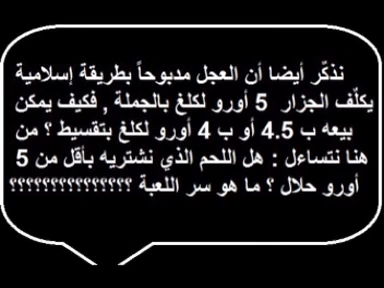 نذكّر أيضا أن العجل مدبوحاً بطريقة إسلامية
يكلّف الجزار 5 أورو لكلغ بالجملة , فكيف يمكن
بيعه ب 4.5 أو ب 4 أورو لكلغ بتقسيط ؟ من
هنا نتساءل : هل اللحم الذي نشتريه بأقل من 5
أورو حلال ؟ ما هو سر اللعبة ؟؟؟؟؟؟؟؟؟؟؟؟؟؟؟